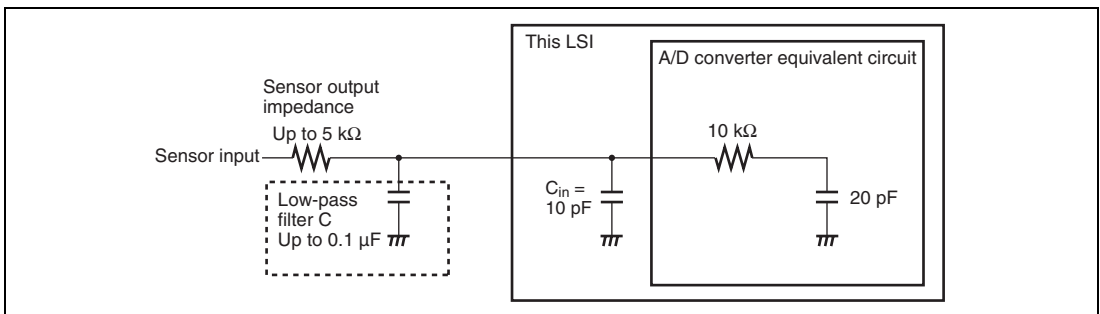 This LSI
A/D converter equivalent circuit
Sensor output
impedance
Up to 5 kΩ
10 kΩ
Sensor input
Low-pass
filter C
Up to 0.1 µF
Cin =
10 pF
20 pF